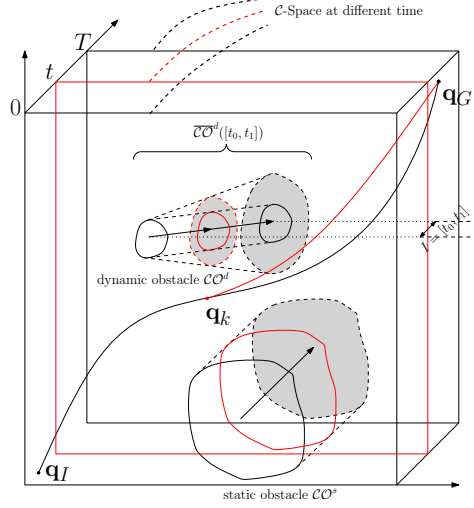 𝒞-Space at different time
T
t
0
q_G
\overline{𝒞𝒪}^d([t_0, t_1])
I = [t_0, t_1]
dynamic obstacle 𝒞𝒪^d
q_k
q_I
static obstacle 𝒞𝒪^s